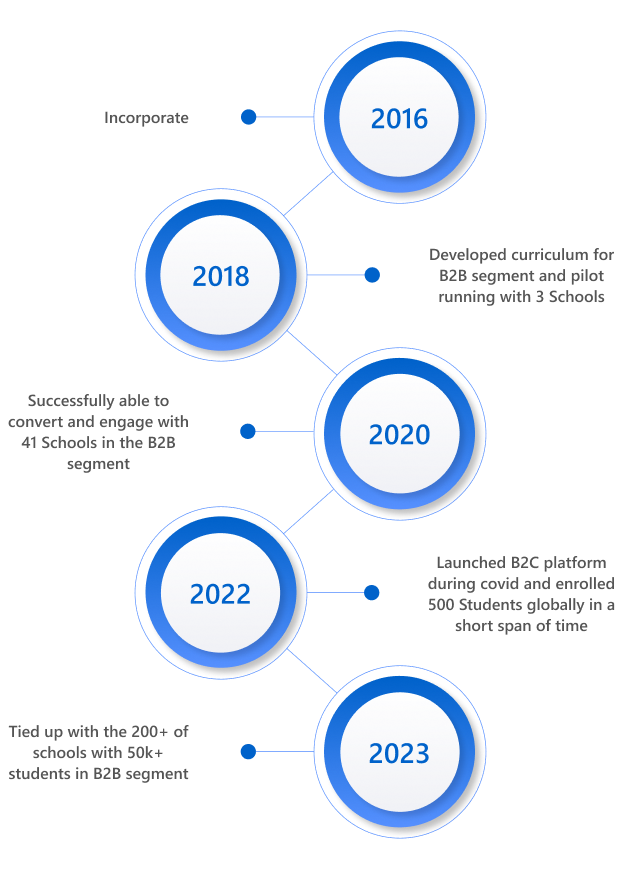 Incorporate
2016
2018
Developed curriculum for
B2B segment and pilot
running with 3 Schools
Successfully able to
convert and engage with
41 Schools in the B2B
segment
2020
2022
Launched B2C platform
during covid and enrolled
500 Students globally in a
short span of time
Tied up with the 200+ of
schools with 50k+
students in B2B segment
2023